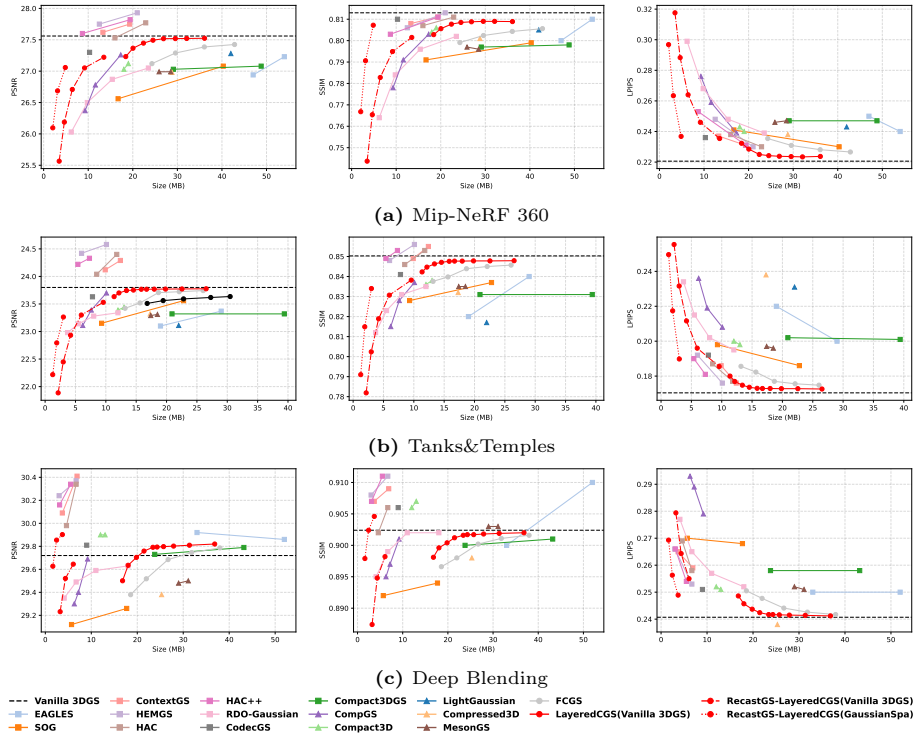 28.0
27.5
27.0
26.5
26.0
25.5
PSNR
0 10 20 30 40 50
Size (MB)
0.81
0.80
0.79
0.78
0.77
0.76
0.75
SSIM
0 10 20 30 40 50
Size (MB)
0.32
0.30
0.28
0.26
0.24
0.22
LPIPS
0 10 20 30 40 50
Size (MB)
(a) Mip-NeRF 360
24.5
24.0
23.5
23.0
22.5
22.0
PSNR
0 5 10 15 20 25 30 35 40
Size (MB)
0.85
0.84
0.83
0.82
0.81
0.80
0.79
0.78
SSIM
0 5 10 15 20 25 30 35 40
Size (MB)
0.24
0.22
0.20
0.18
LPIPS
0 5 10 15 20 25 30 35 40
Size (MB)
(b) Tanks&Temples
30.4
30.2
30.0
29.8
29.6
29.4
29.2
PSNR
0 10 20 30 40 50
Size (MB)
0.910
0.905
0.900
0.895
0.890
SSIM
0 10 20 30 40 50
Size (MB)
0.29
0.28
0.27
0.26
0.25
0.24
LPIPS
0 10 20 30 40 50
Size (MB)
(c) Deep Blending
Vanilla 3DGS ContextGS HAC++ Compact3DGS LightGaussian FCGS RecastGS-LayeredCGS(Vanilla 3DGS)
EAGLES HEMGS RDO-Gaussian CompGS Compressed3D LayeredCGS(Vanilla 3DGS) RecastGS-LayeredCGS(GaussianSpa)
SOG HAC CodecGS Compact3D MesonGS